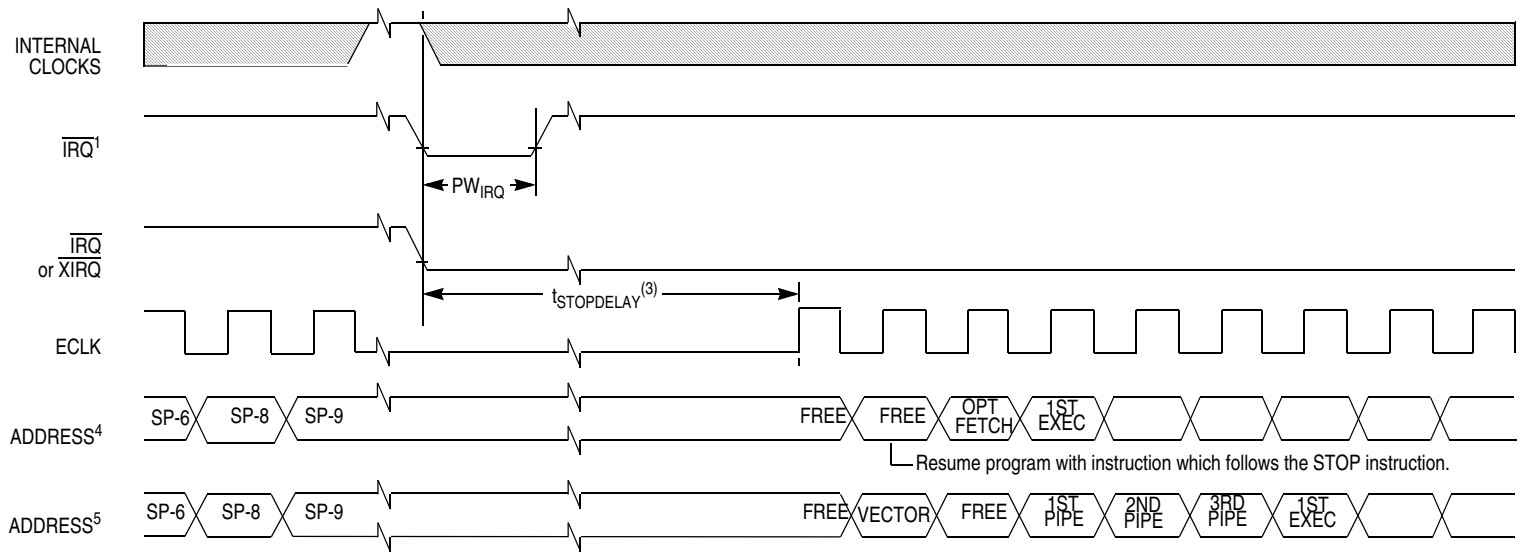 INTERNAL
CLOCKS
IRQ1
PWIRQ
IRQ
or XIRQ
tSTOPDELAY(3)
ECLK
ADDRESS4
SP-6 SP-8 SP-9 FREE FREE OPT FETCH 1ST EXEC
Resume program with instruction which follows the STOP instruction.
ADDRESS5
SP-6 SP-8 SP-9 FREE VECTOR FREE 1ST PIPE 2ND PIPE 3RD PIPE 1ST EXEC